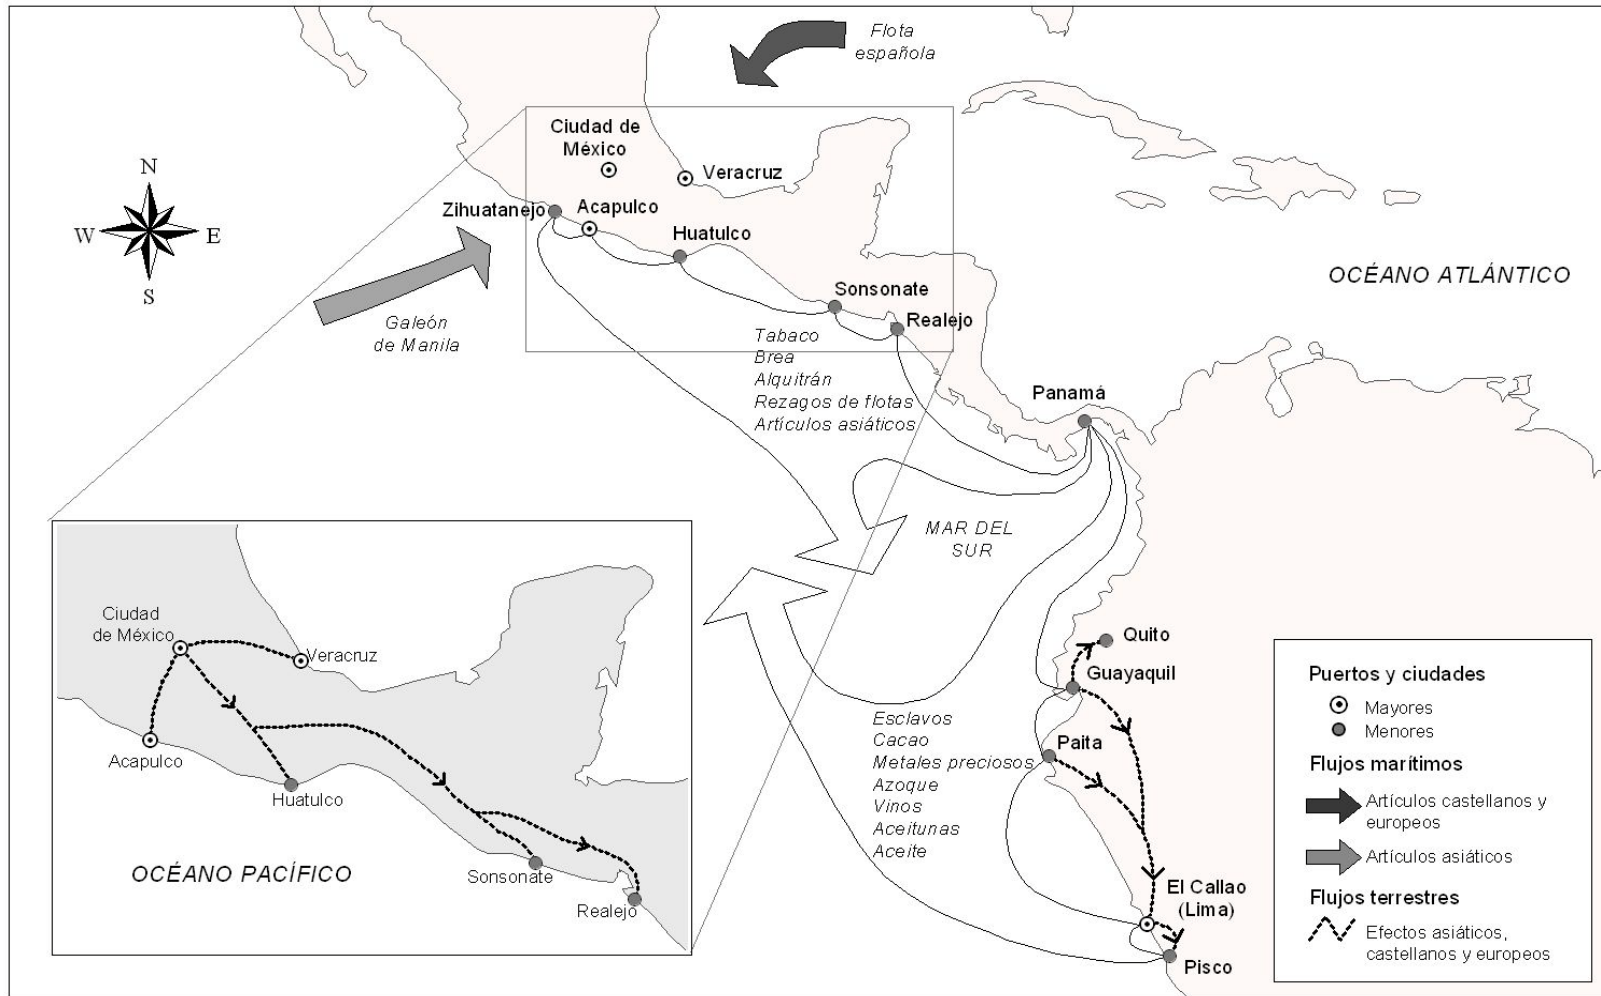 Flota
española
Ciudad de
México
Veracruz
Zihuatanejo
Acapulco
Huatulco
Sonsonate
Realejo
Panamá
N
W
E
S
Galeón
de Manila
OCÉANO ATLÁNTICO
Tabaco
Brea
Alquitrán
Rezagos de flotas
Artículos asiáticos
MAR DEL
SUR
Quito
Guayaquil
Paita
El Callao
(Lima)
Pisco
Esclavos
Cacao
Metales preciosos
Azoque
Vinos
Aceitunas
Aceite
Ciudad
de México
Veracruz
Acapulco
Huatulco
Sonsonate
Realejo
OCÉANO PACÍFICO
Puertos y ciudades
Mayores
Menores
Flujos marítimos
Artículos castellanos y
europeos
Artículos asiáticos
Flujos terrestres
Efectos asiáticos,
castellanos y europeos